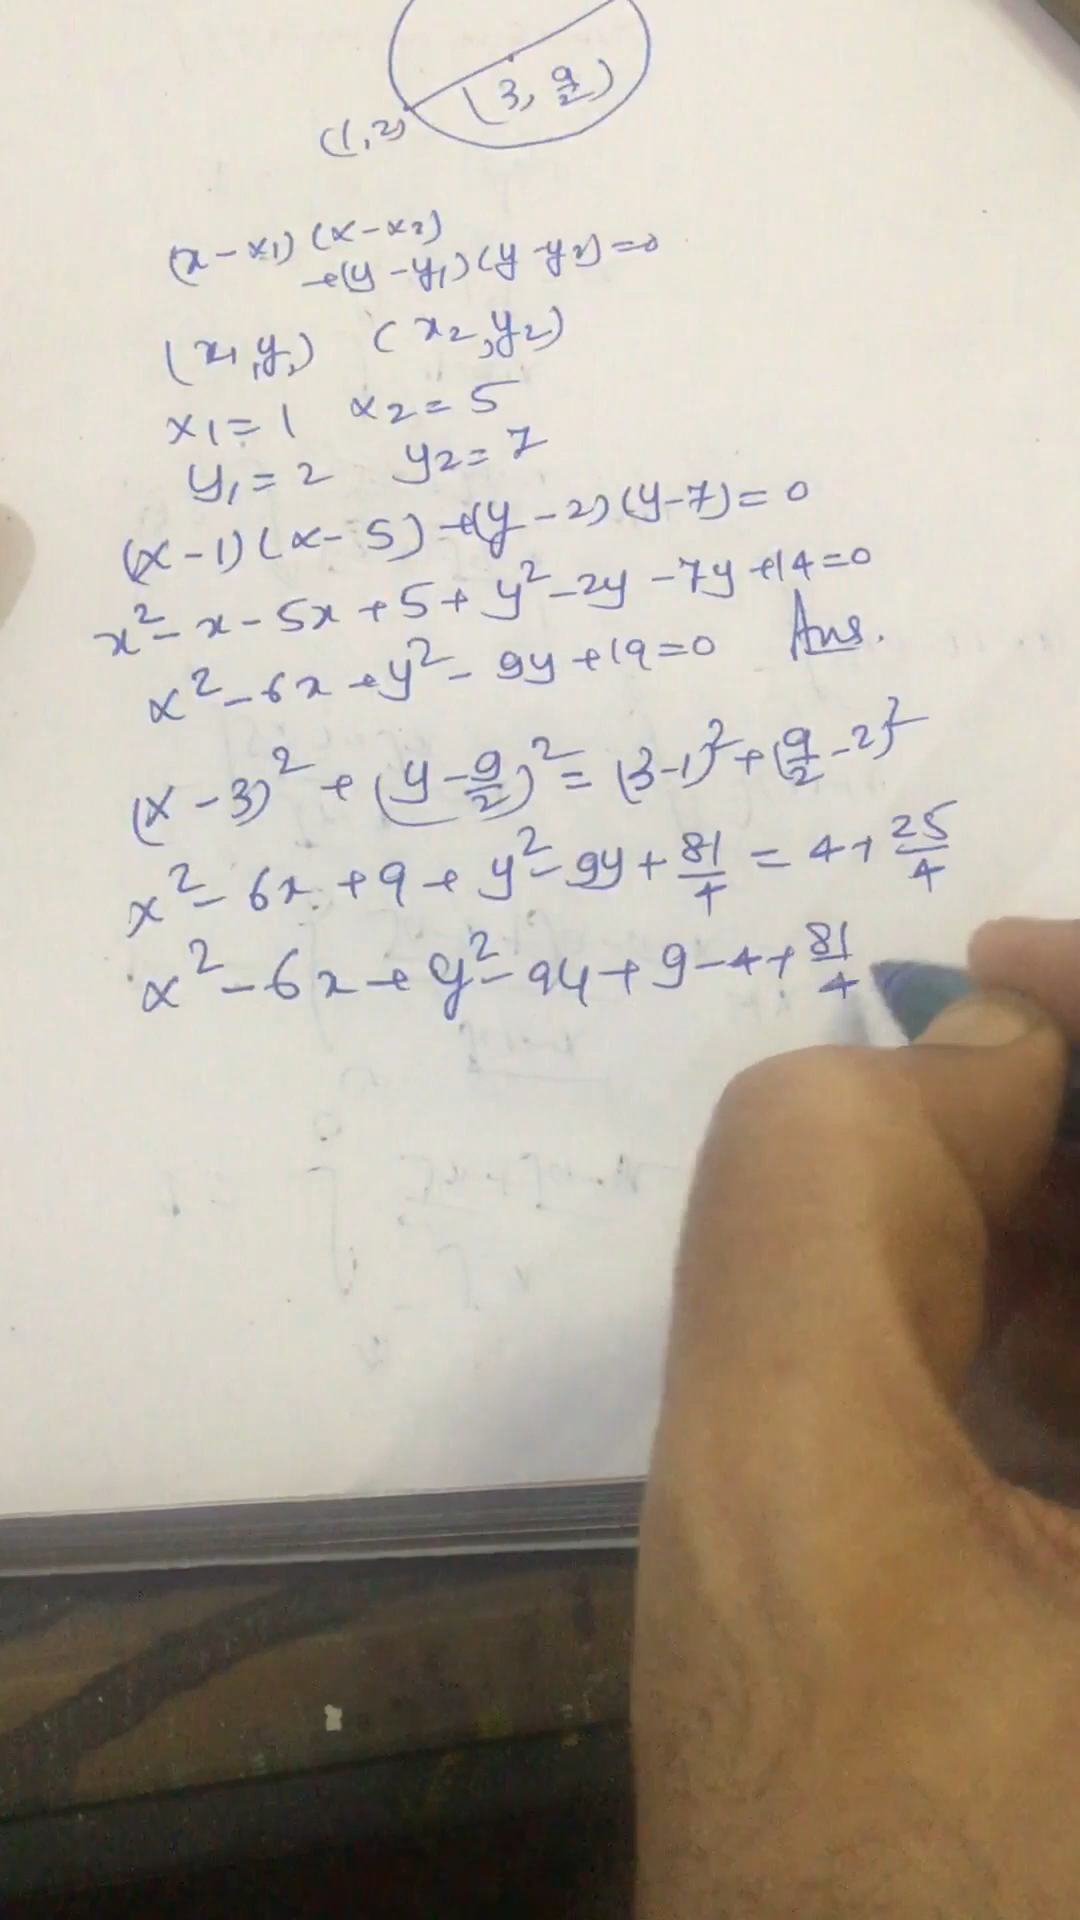 (3, 9/2)
(1, 2)
(x - x1) (x - x2)
+ (y - y1) (y - y2) = 0
(x1, y1) (x2, y2)
x1 = 1 x2 = 5
y1 = 2 y2 = 7
(x - 1) (x - 5) + (y - 2) (y - 7) = 0
x² - x - 5x + 5 + y² - 2y - 7y + 14 = 0
x² - 6x + y² - 9y + 19 = 0 Ans.
(x - 3)² + (y - 9/2)² = (3 - 1)² + (9/2 - 2)²
x² - 6x + 9 + y² - 9y + 81/4 = 4 + 25/4
x² - 6x + y² - 9y + 9 - 4 + 81/4